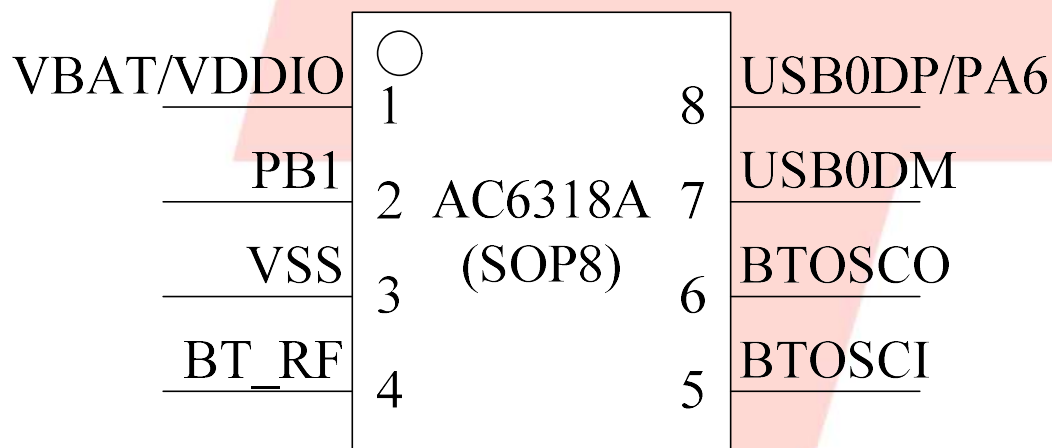 VBAT/VDDIO 1 8 USB0DP/PA6
PB1 2 AC6318A 7 USB0DM
(SOP8)
VSS 3 6 BTOSCO
BT_RF 4 5 BTOSCI